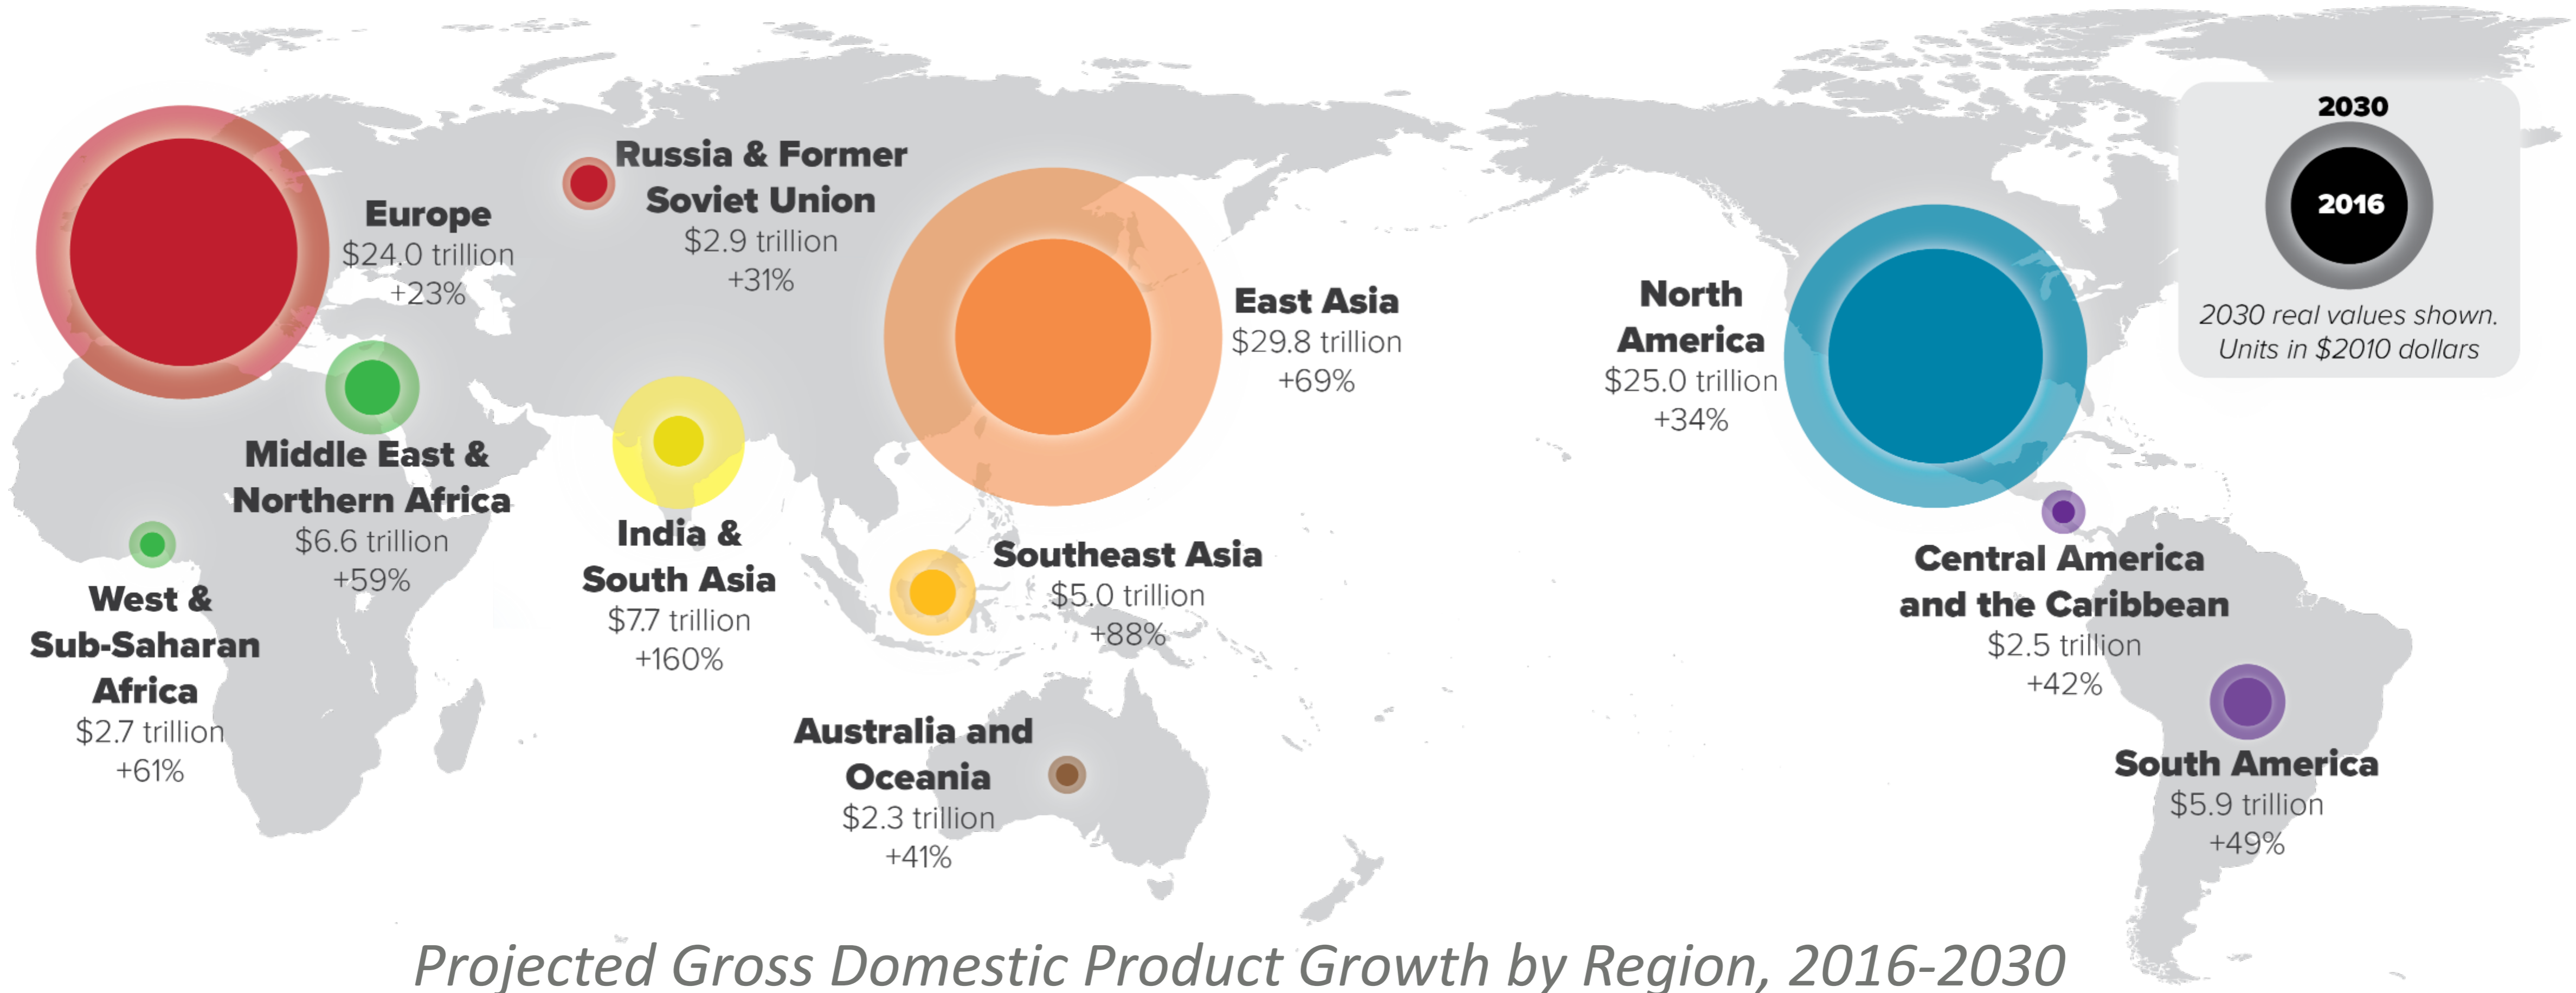 2030
2016
2030 real values shown.
Units in $2010 dollars
Europe
$24.0 trillion
+23%
Russia & Former
Soviet Union
$2.9 trillion
+31%
East Asia
$29.8 trillion
+69%
North
America
$25.0 trillion
+34%
Middle East &
Northern Africa
$6.6 trillion
+59%
West &
Sub-Saharan
Africa
$2.7 trillion
+61%
India &
South Asia
$7.7 trillion
+160%
Southeast Asia
$5.0 trillion
+88%
Central America
and the Caribbean
$2.5 trillion
+42%
Australia and
Oceania
$2.3 trillion
+41%
South America
$5.9 trillion
+49%
Projected Gross Domestic Product Growth by Region, 2016-2030